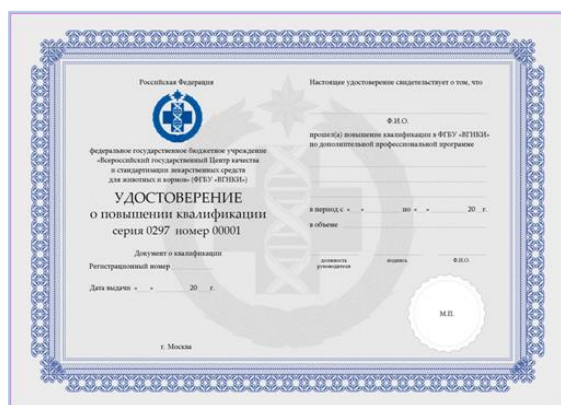 Российская Федерация
федеральное государственное бюджетное учреждение
«Всероссийский государственный Центр качества
и стандартизации лекарственных средств
для животных и кормов» (ФГБУ «ВГНКИ»)
УДОСТОВЕРЕНИЕ
о повышении квалификации
серия 0297 номер 00001
Документ о квалификации
Регистрационный номер
Дата выдачи « » 20 г.
г. Москва
Настоящее удостоверение свидетельствует о том, что
Ф.И.О.
прошел(а) повышение квалификации в ФГБУ «ВГНКИ»
по дополнительной профессиональной программе
в период с « » по « » 20 г.
в объеме
должность подпись Ф.И.О.
руководителя
М.П.